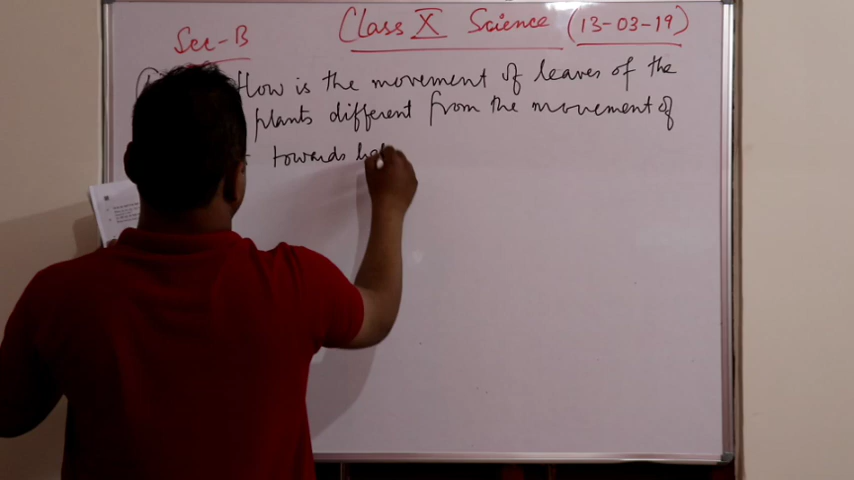 Class X Science (13-03-19)
Sec-B
How is the movement of leaves of the
plants different from the movement of
towards